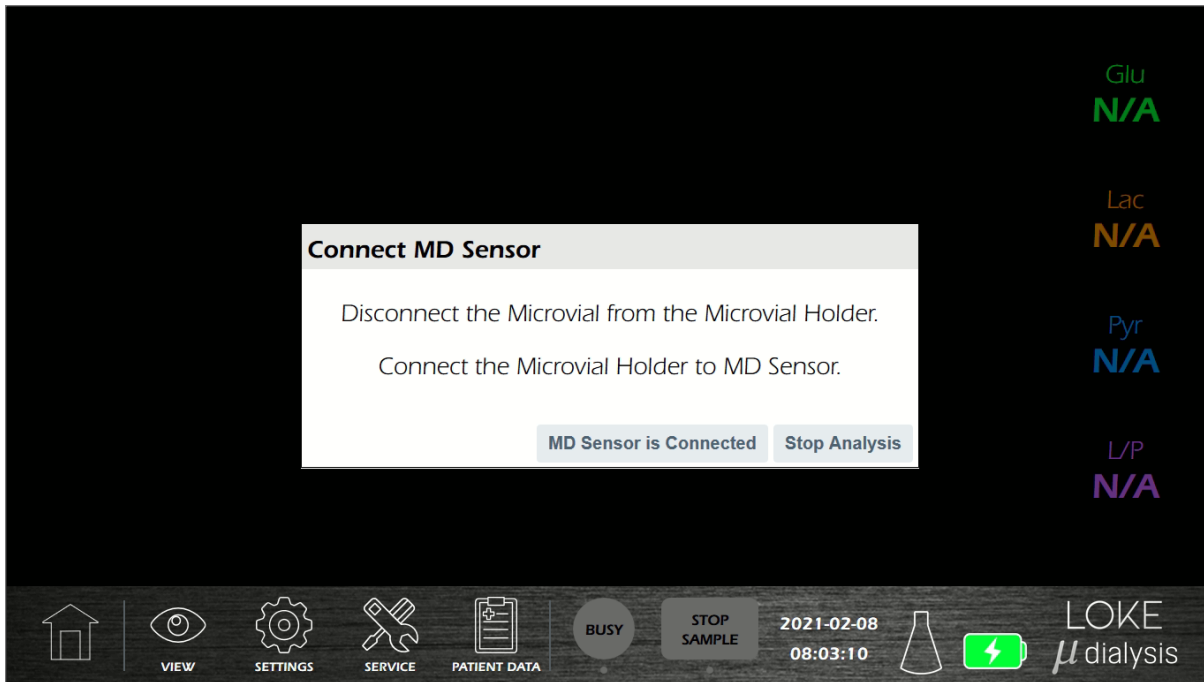 Glu
N/A
Lac
N/A
Connect MD Sensor
Disconnect the Microvial from the Microvial Holder.
Connect the Microvial Holder to MD Sensor.
Pyr
N/A
MD Sensor is Connected
Stop Analysis
L/P
N/A
VIEW
SETTINGS
SERVICE
PATIENT DATA
BUSY
STOP
SAMPLE
2021-02-08
08:03:10
LOKE
μ dialysis